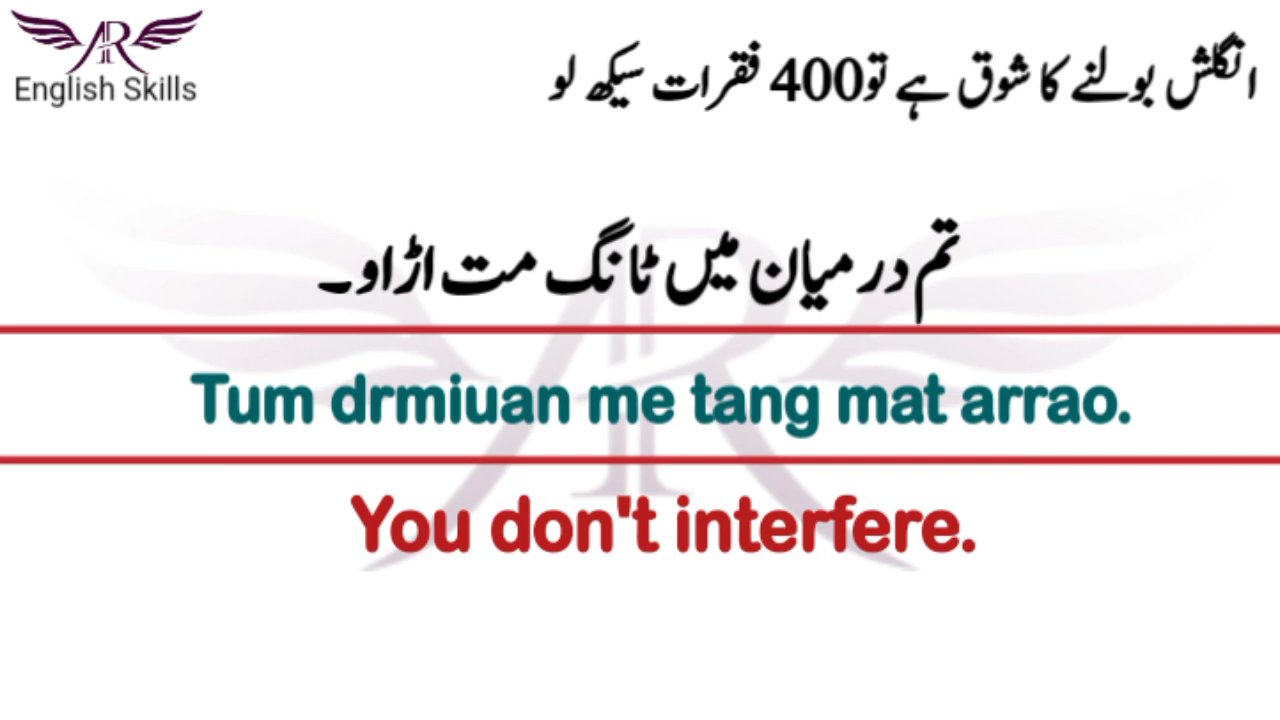 AR
English Skills
انگلش بولنے کا شوق ہے تو400 فقرات سیکھ لو
تم درمیان میں ٹانگ مت اڑاو۔
Tum drmiuan me tang mat arrao.
You don't interfere.